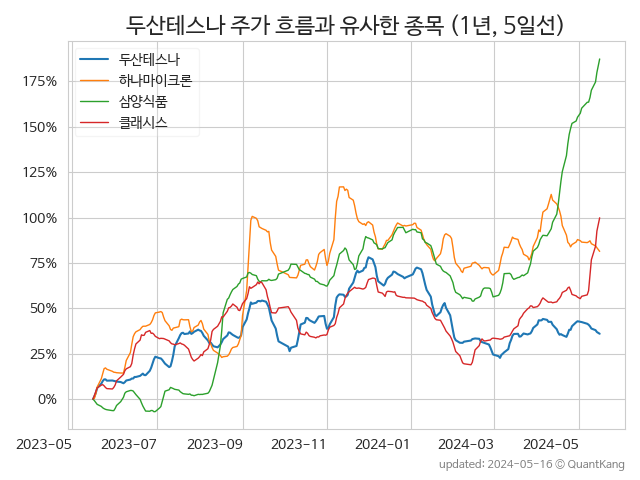 두산테스나 주가 흐름과 유사한 종목 (1년, 5일선)
두산테스나
하나마이크론
삼양식품
클래시스
175%
150%
125%
100%
75%
50%
25%
0%
2023-05 2023-07 2023-09 2023-11 2024-01 2024-03 2024-05
updated: 2024-05-16 © QuantKang